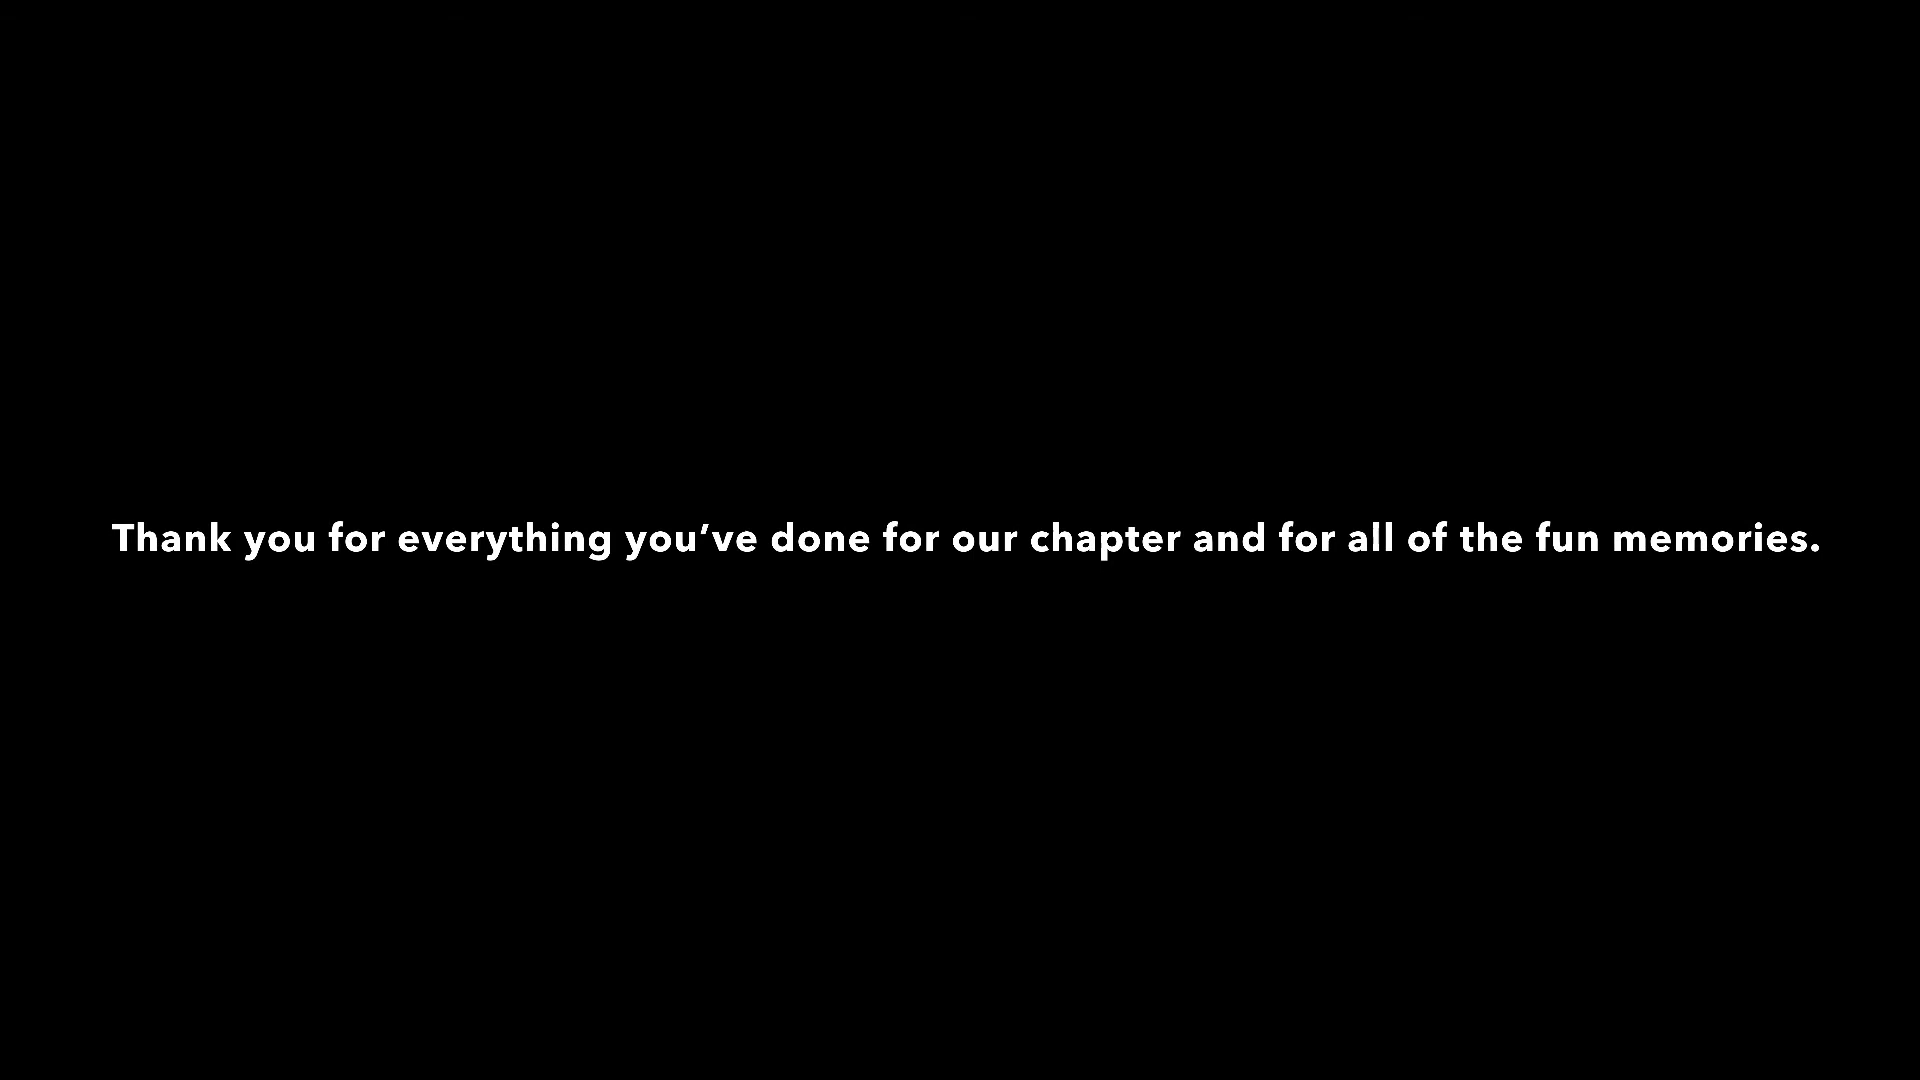 Thank you for everything you’ve done for our chapter and for all of the fun memories.